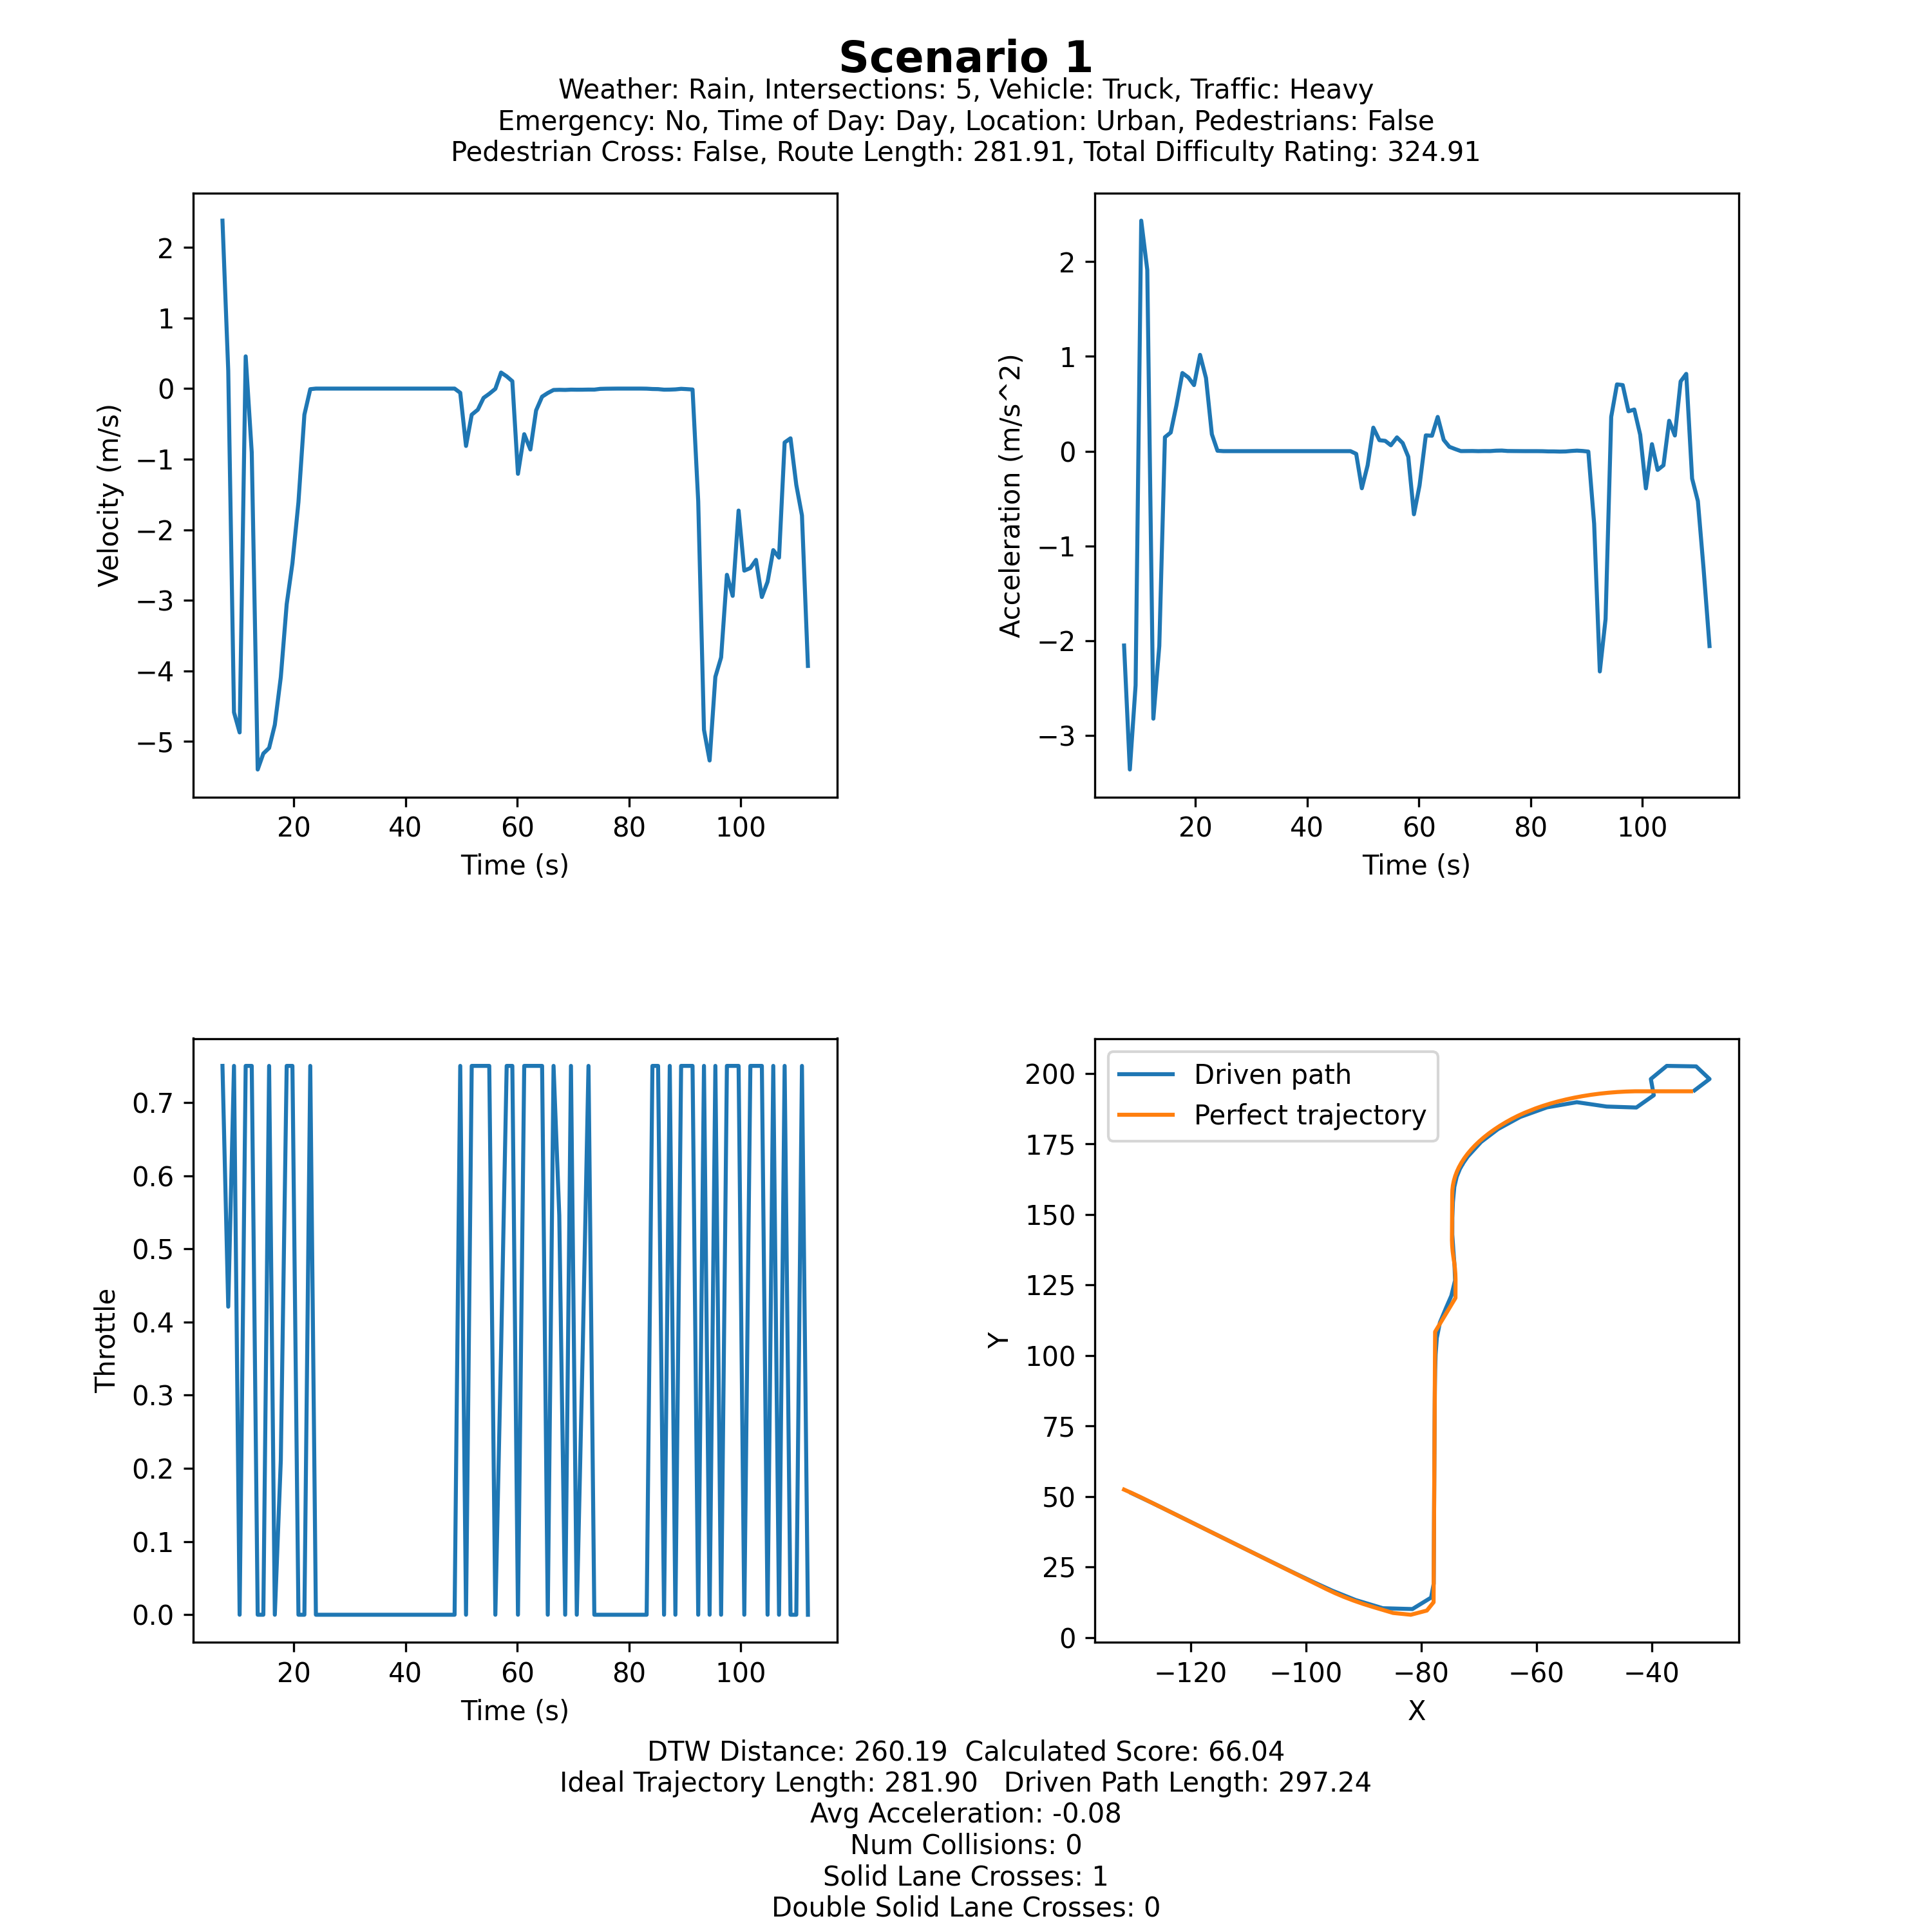 Scenario 1
Weather: Rain, Intersections: 5, Vehicle: Truck, Traffic: Heavy
Emergency: No, Time of Day: Day, Location: Urban, Pedestrians: False
Pedestrian Cross: False, Route Length: 281.91, Total Difficulty Rating: 324.91
Velocity (m/s)
2
1
0
−1
−2
−3
−4
−5
20 40 60 80 100
Time (s)
Acceleration (m/s^2)
2
1
0
−1
−2
−3
20 40 60 80 100
Time (s)
Throttle
0.7
0.6
0.5
0.4
0.3
0.2
0.1
0.0
20 40 60 80 100
Time (s)
Driven path
Perfect trajectory
Y
200
175
150
125
100
75
50
25
0
−120 −100 −80 −60 −40
X
DTW Distance: 260.19 Calculated Score: 66.04
Ideal Trajectory Length: 281.90 Driven Path Length: 297.24
Avg Acceleration: -0.08
Num Collisions: 0
Solid Lane Crosses: 1
Double Solid Lane Crosses: 0